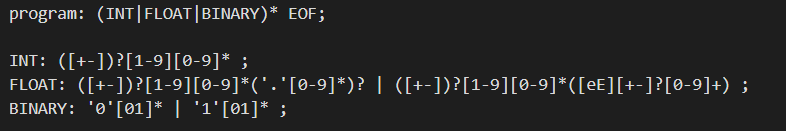 program: (INT|FLOAT|BINARY)* EOF;
INT: ([+-])?[1-9][0-9]* ;
FLOAT: ([+-])?[1-9][0-9]*('.'[0-9]*)? | ([+-])?[1-9][0-9]*([eE][+-]?[0-9]+) ;
BINARY: '0'[01]* | '1'[01]* ;